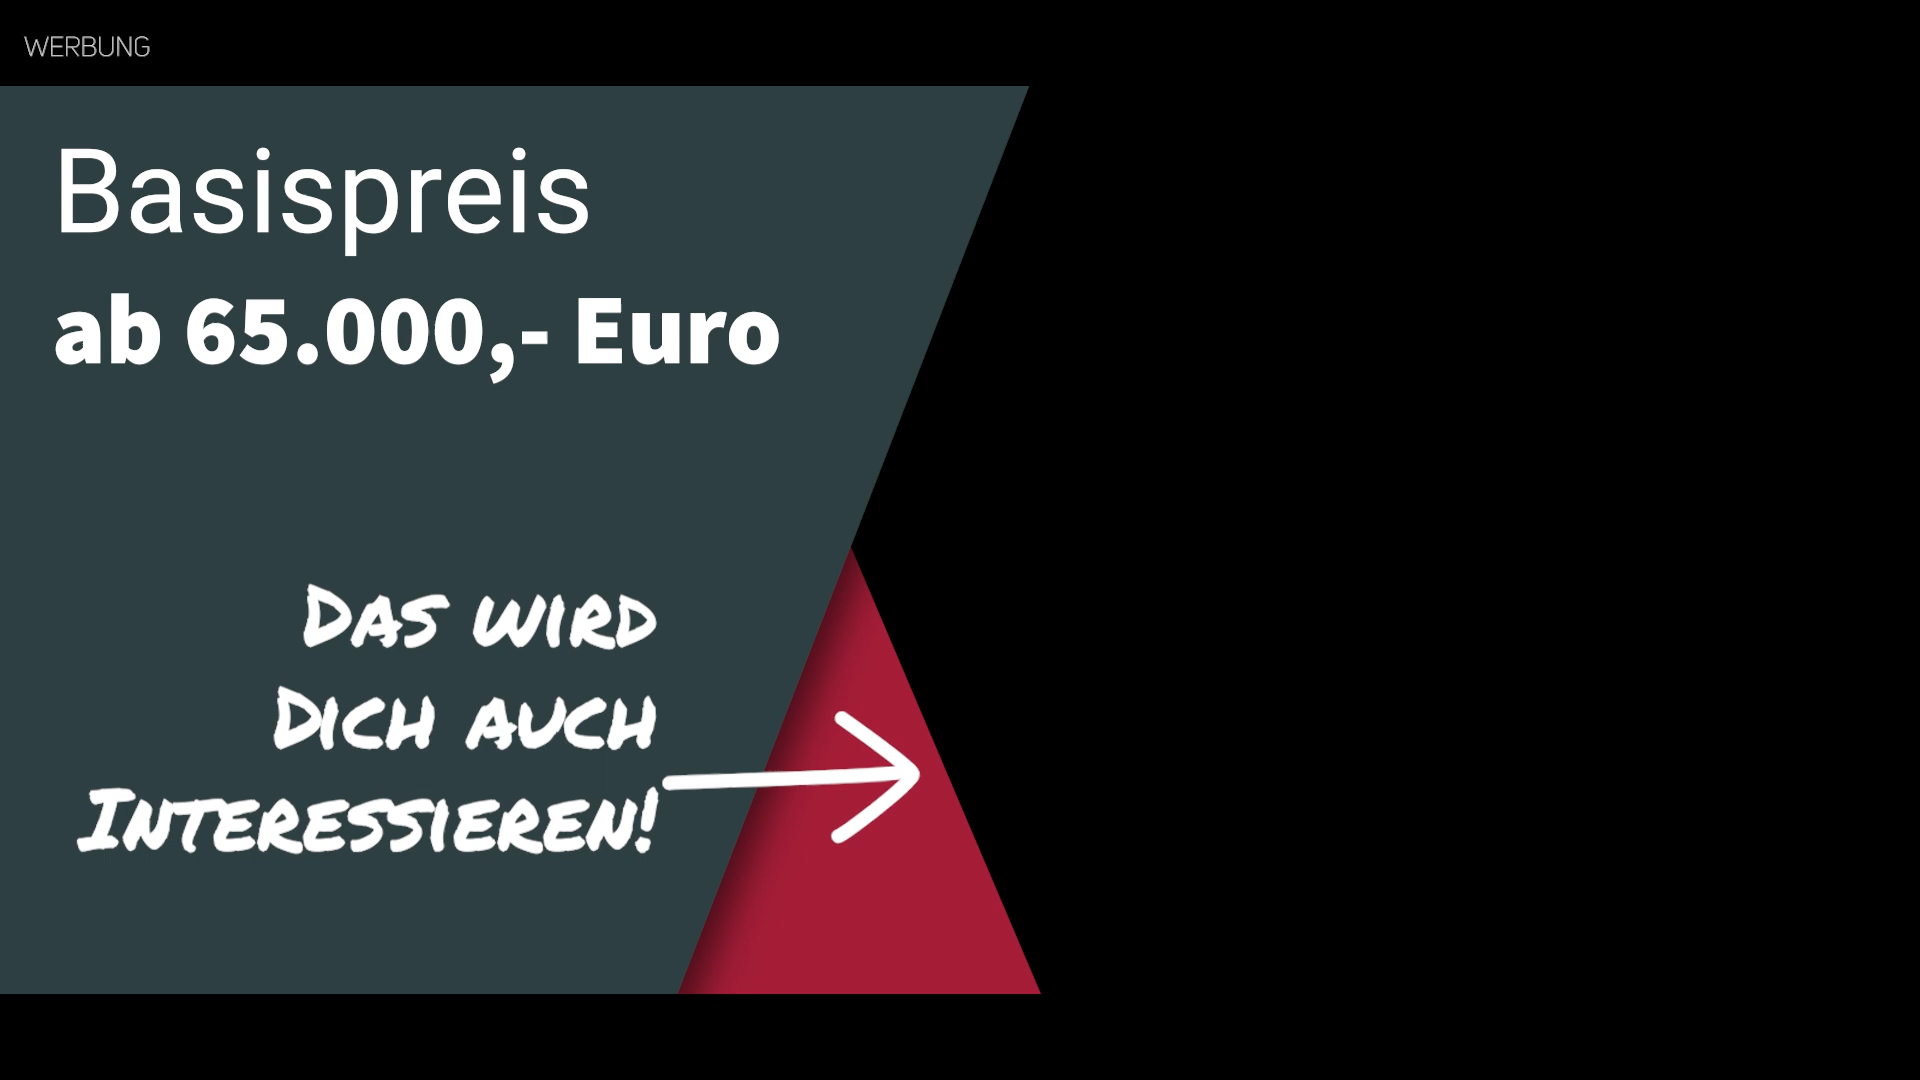 WERBUNG
Basispreis
ab 65.000,- Euro
Das wird
Dich auch
Interessieren!